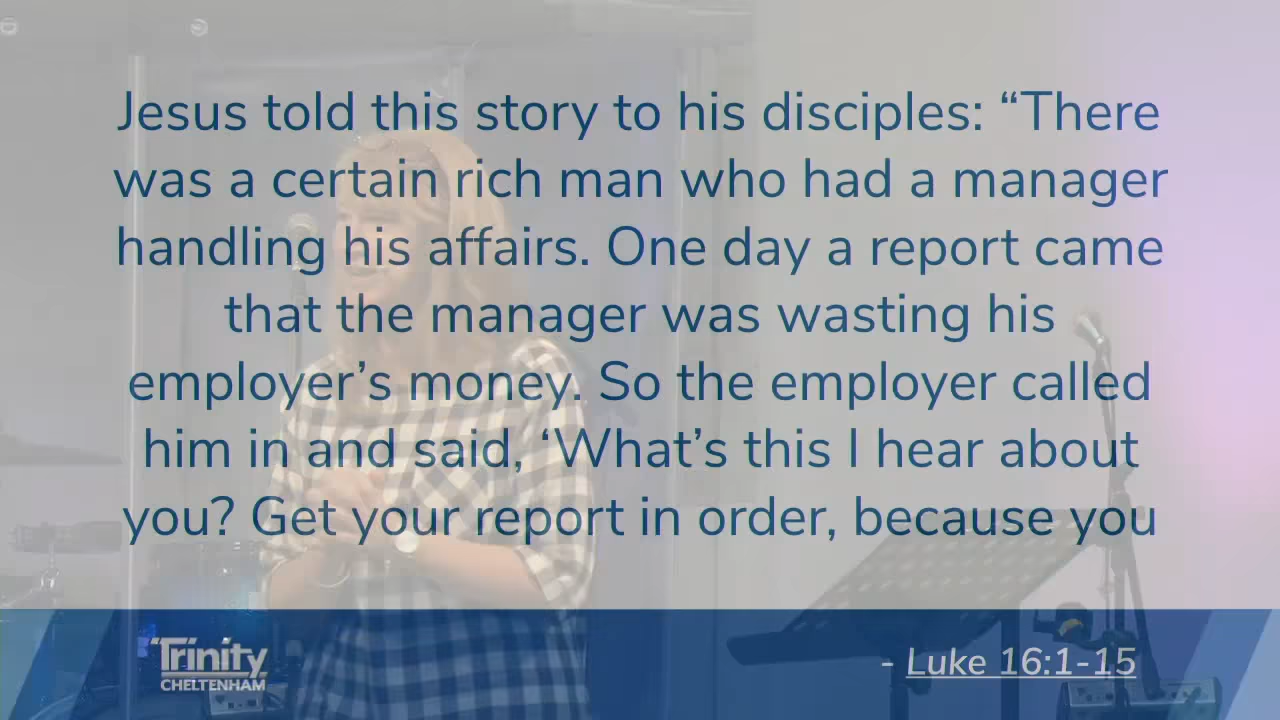 Jesus told this story to his disciples: “There
was a certain rich man who had a manager
handling his affairs. One day a report came
that the manager was wasting his
employer’s money. So the employer called
him in and said, ‘What’s this I hear about
you? Get your report in order, because you
Trinity
CHELTENHAM
- Luke 16:1-15